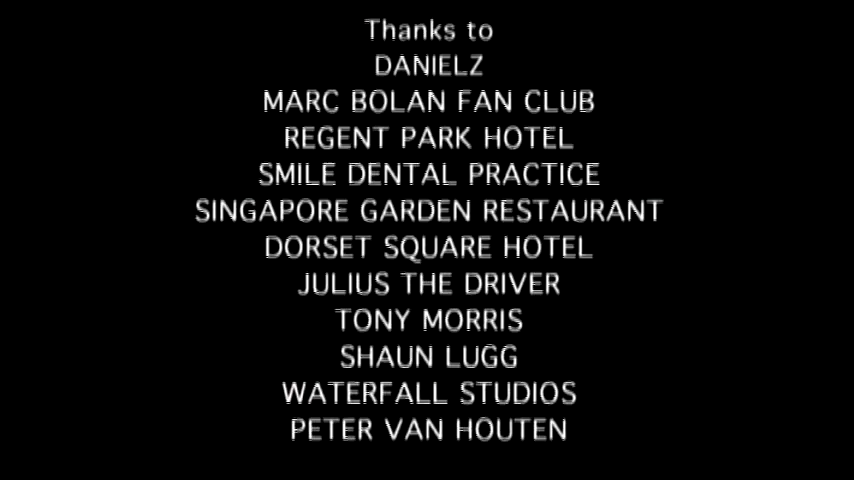 Thanks to
DANIELZ
MARC BOLAN FAN CLUB
REGENT PARK HOTEL
SMILE DENTAL PRACTICE
SINGAPORE GARDEN RESTAURANT
DORSET SQUARE HOTEL
JULIUS THE DRIVER
TONY MORRIS
SHAUN LUGG
WATERFALL STUDIOS
PETER VAN HOUTEN